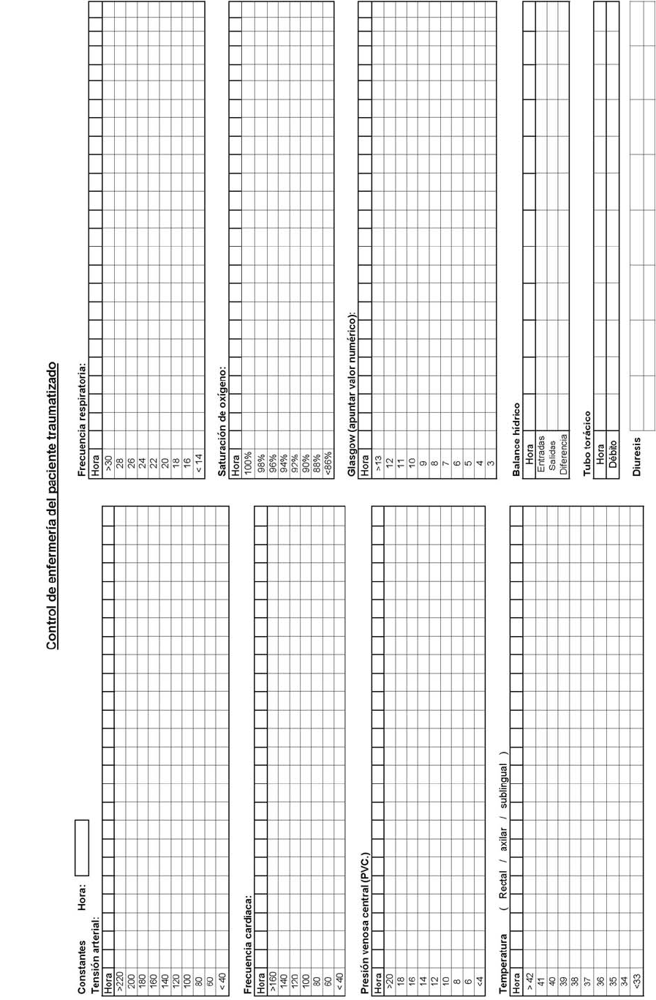 Control de enfermería del paciente traumatizado
Constantes Hora:
Tensión arterial:
Hora
>220
200
180
160
140
120
100
80
60
< 40
Frecuencia cardiaca:
Hora
>160
140
120
100
80
60
< 40
Presión venosa central (PVC.)
Hora
>20
18
16
14
12
10
8
6
<4
Temperatura ( Rectal / axilar / sublingual )
Hora
> 42
41
40
39
38
37
36
35
34
<33
Frecuencia respiratoria:
Hora
>30
28
26
24
22
20
18
16
< 14
Saturación de oxígeno:
Hora
100%
98%
96%
94%
92%
90%
88%
<86%
Glasgow (apuntar valor numérico):
Hora
>13
12
11
10
9
8
7
6
5
4
3
Balance hídrico
Hora
Entradas
Salidas
Diferencia
Tubo torácico
Hora
Débito
Diuresis